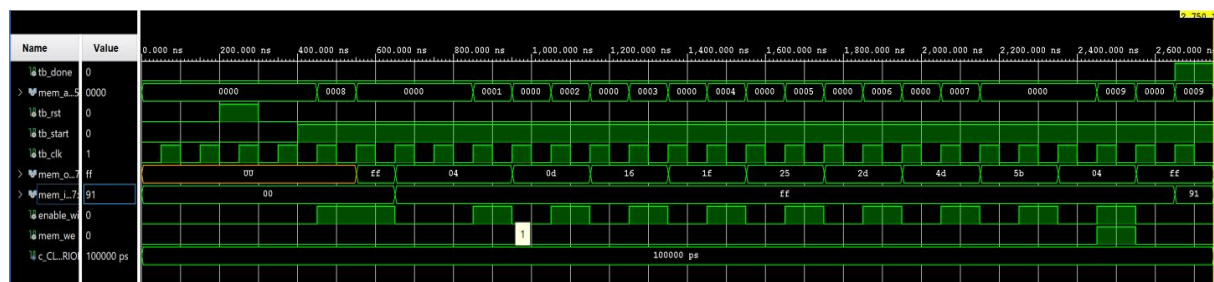 2,750.
Name Value 0.000 ns 200.000 ns 400.000 ns 600.000 ns 800.000 ns 1,000.000 ns 1,200.000 ns 1,400.000 ns 1,600.000 ns 1,800.000 ns 2,000.000 ns 2,200.000 ns 2,400.000 ns 2,600.000 n
tb_done 0
mem_a...5 0000 0000 0008 0000 0001 0000 0002 0000 0003 0000 0004 0000 0005 0000 0006 0000 0007 0000 0009 0000 0009
tb_rst 0
tb_start 0
tb_clk 1
mem_o...7 ff 00 ff 04 0d 16 1f 25 2d 4d 5b 04 ff
mem_i...7: 91 00 ff 91
enable_wi 0
mem_we 0 1
c_CL...RIO 100000 ps 100000 ps